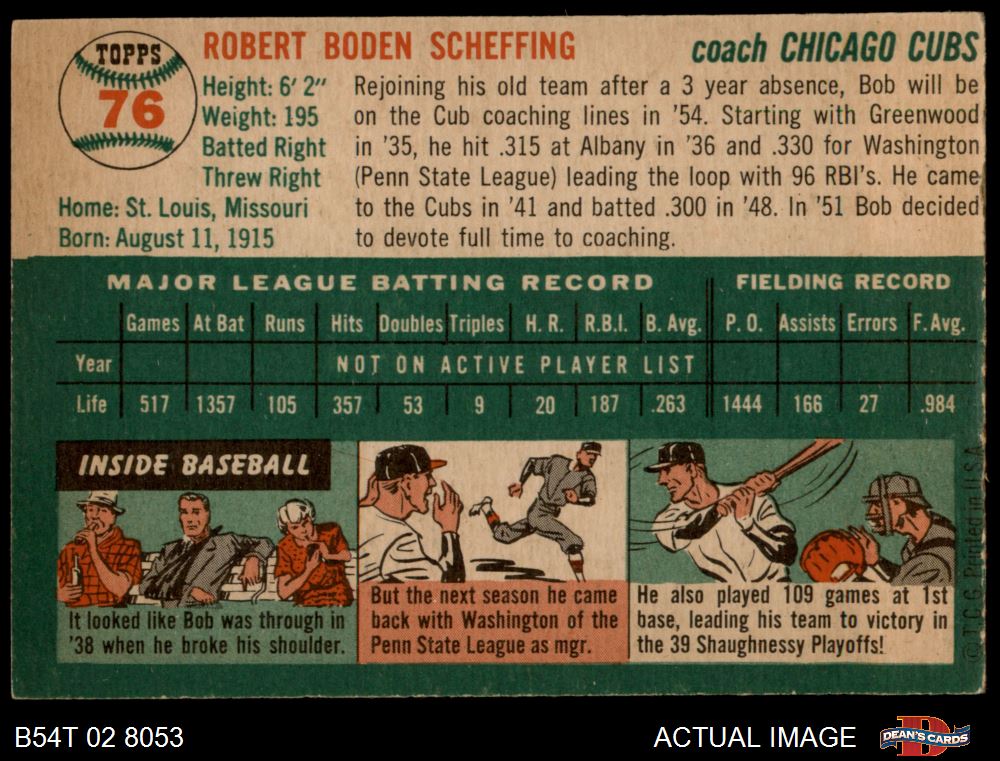 TOPPS
76
ROBERT BODEN SCHEFFING
coach CHICAGO CUBS
Height: 6' 2"
Weight: 195
Batted Right
Threw Right
Home: St. Louis, Missouri
Born: August 11, 1915
Rejoining his old team after a 3 year absence, Bob will be
on the Cub coaching lines in '54. Starting with Greenwood
in '35, he hit .315 at Albany in '36 and .330 for Washington
(Penn State League) leading the loop with 96 RBI's. He came
to the Cubs in '41 and batted .300 in '48. In '51 Bob decided
to devote full time to coaching.
MAJOR LEAGUE BATTING RECORD FIELDING RECORD
Games At Bat Runs Hits Doubles Triples H. R. R.B.I. B. Avg. P. O. Assists Errors F. Avg.
Year NOT ON ACTIVE PLAYER LIST
Life 517 1357 105 357 53 9 20 187 .263 1444 166 27 .984
INSIDE BASEBALL
It looked like Bob was through in
'38 when he broke his shoulder.
But the next season he came
back with Washington of the
Penn State League as mgr.
He also played 109 games at 1st
base, leading his team to victory in
the 39 Shaughnessy Playoffs!
© T.C.G. Printed in U.S.A.
B54T 02 8053
ACTUAL IMAGE
D
DEAN'S CARDS